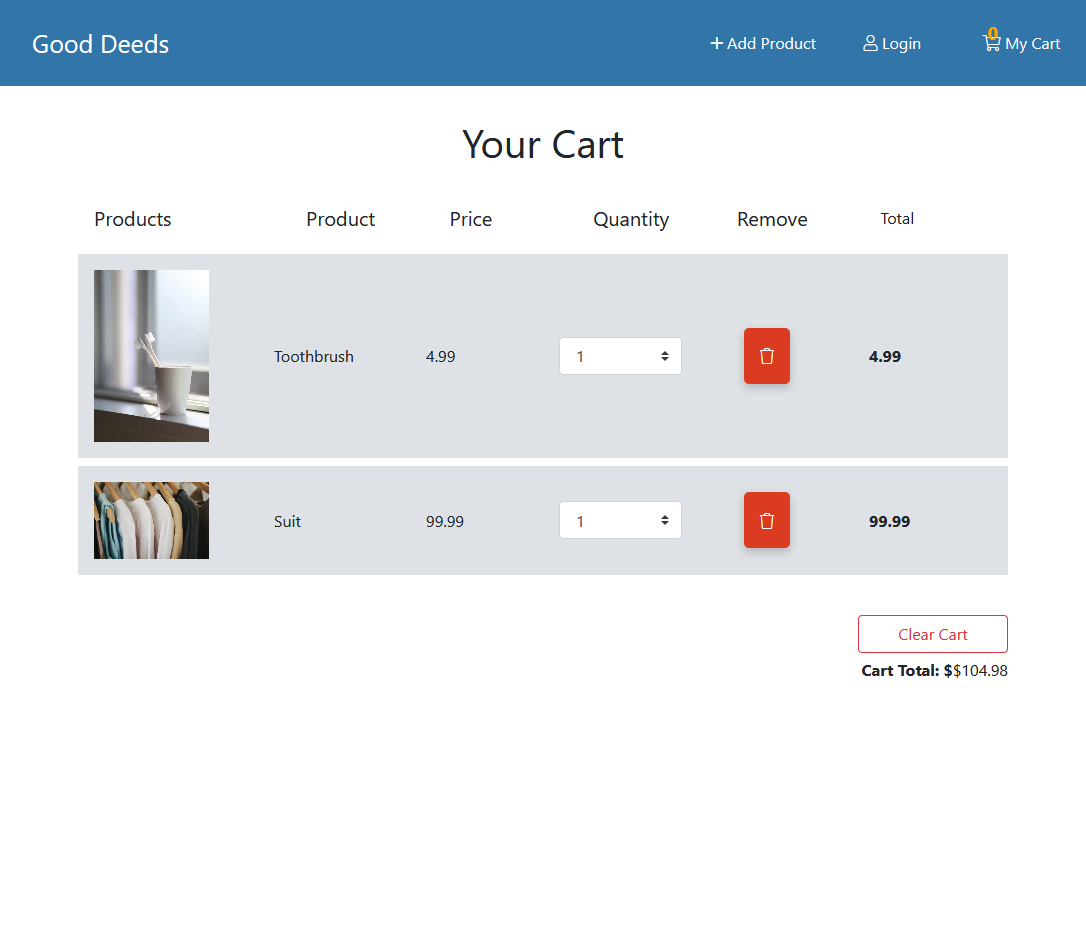 Good Deeds
Add Product
Login
0
My Cart
Your Cart
Products Product Price Quantity Remove Total
Toothbrush 4.99 1 4.99
Suit 99.99 1 99.99
Clear Cart
Cart Total: $$104.98